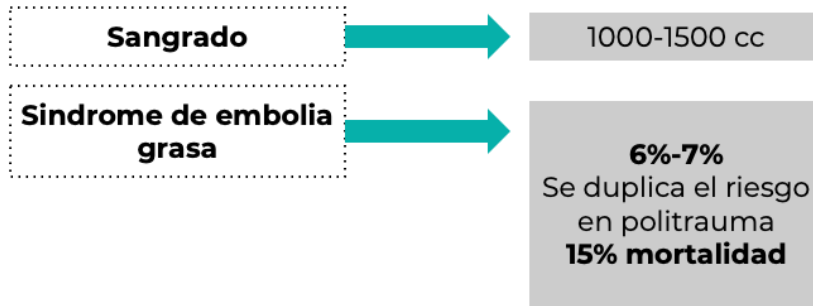 Sangrado
1000-1500 cc
Sindrome de embolia
grasa
6%-7%
Se duplica el riesgo
en politrauma
15% mortalidad